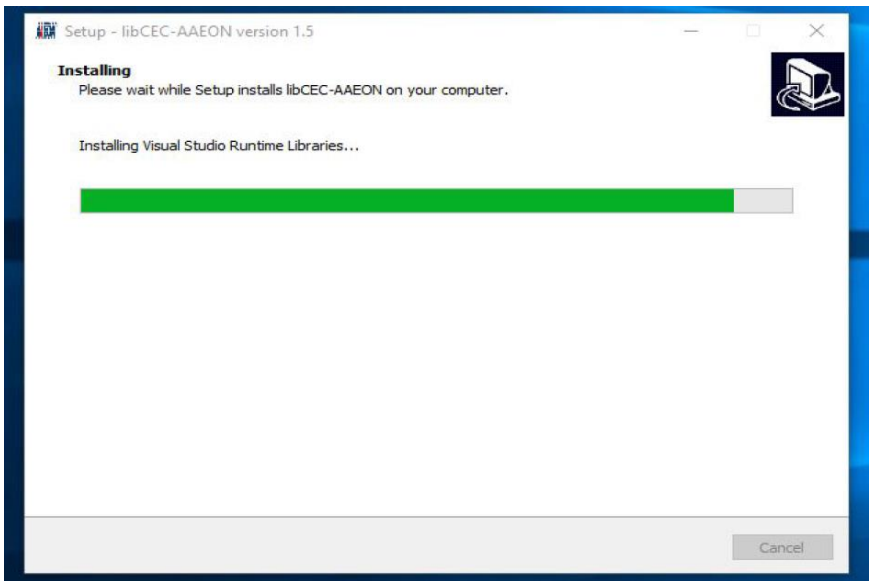 Setup - libCEC-AAEON version 1.5
Installing
Please wait while Setup installs libCEC-AAEON on your computer.
Installing Visual Studio Runtime Libraries...
Cancel